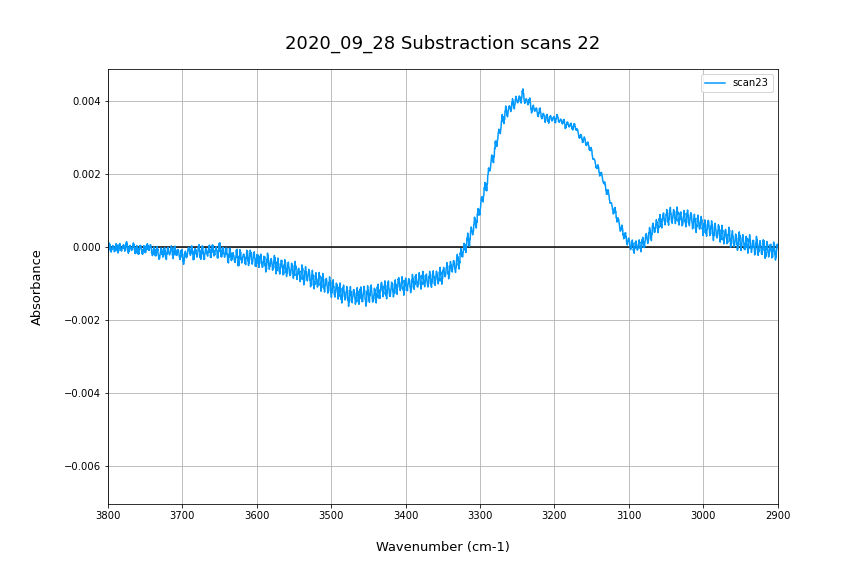 2020_09_28 Substraction scans 22
scan23
0.004
0.002
0.000
−0.002
−0.004
−0.006
Absorbance
3800 3700 3600 3500 3400 3300 3200 3100 3000 2900
Wavenumber (cm-1)